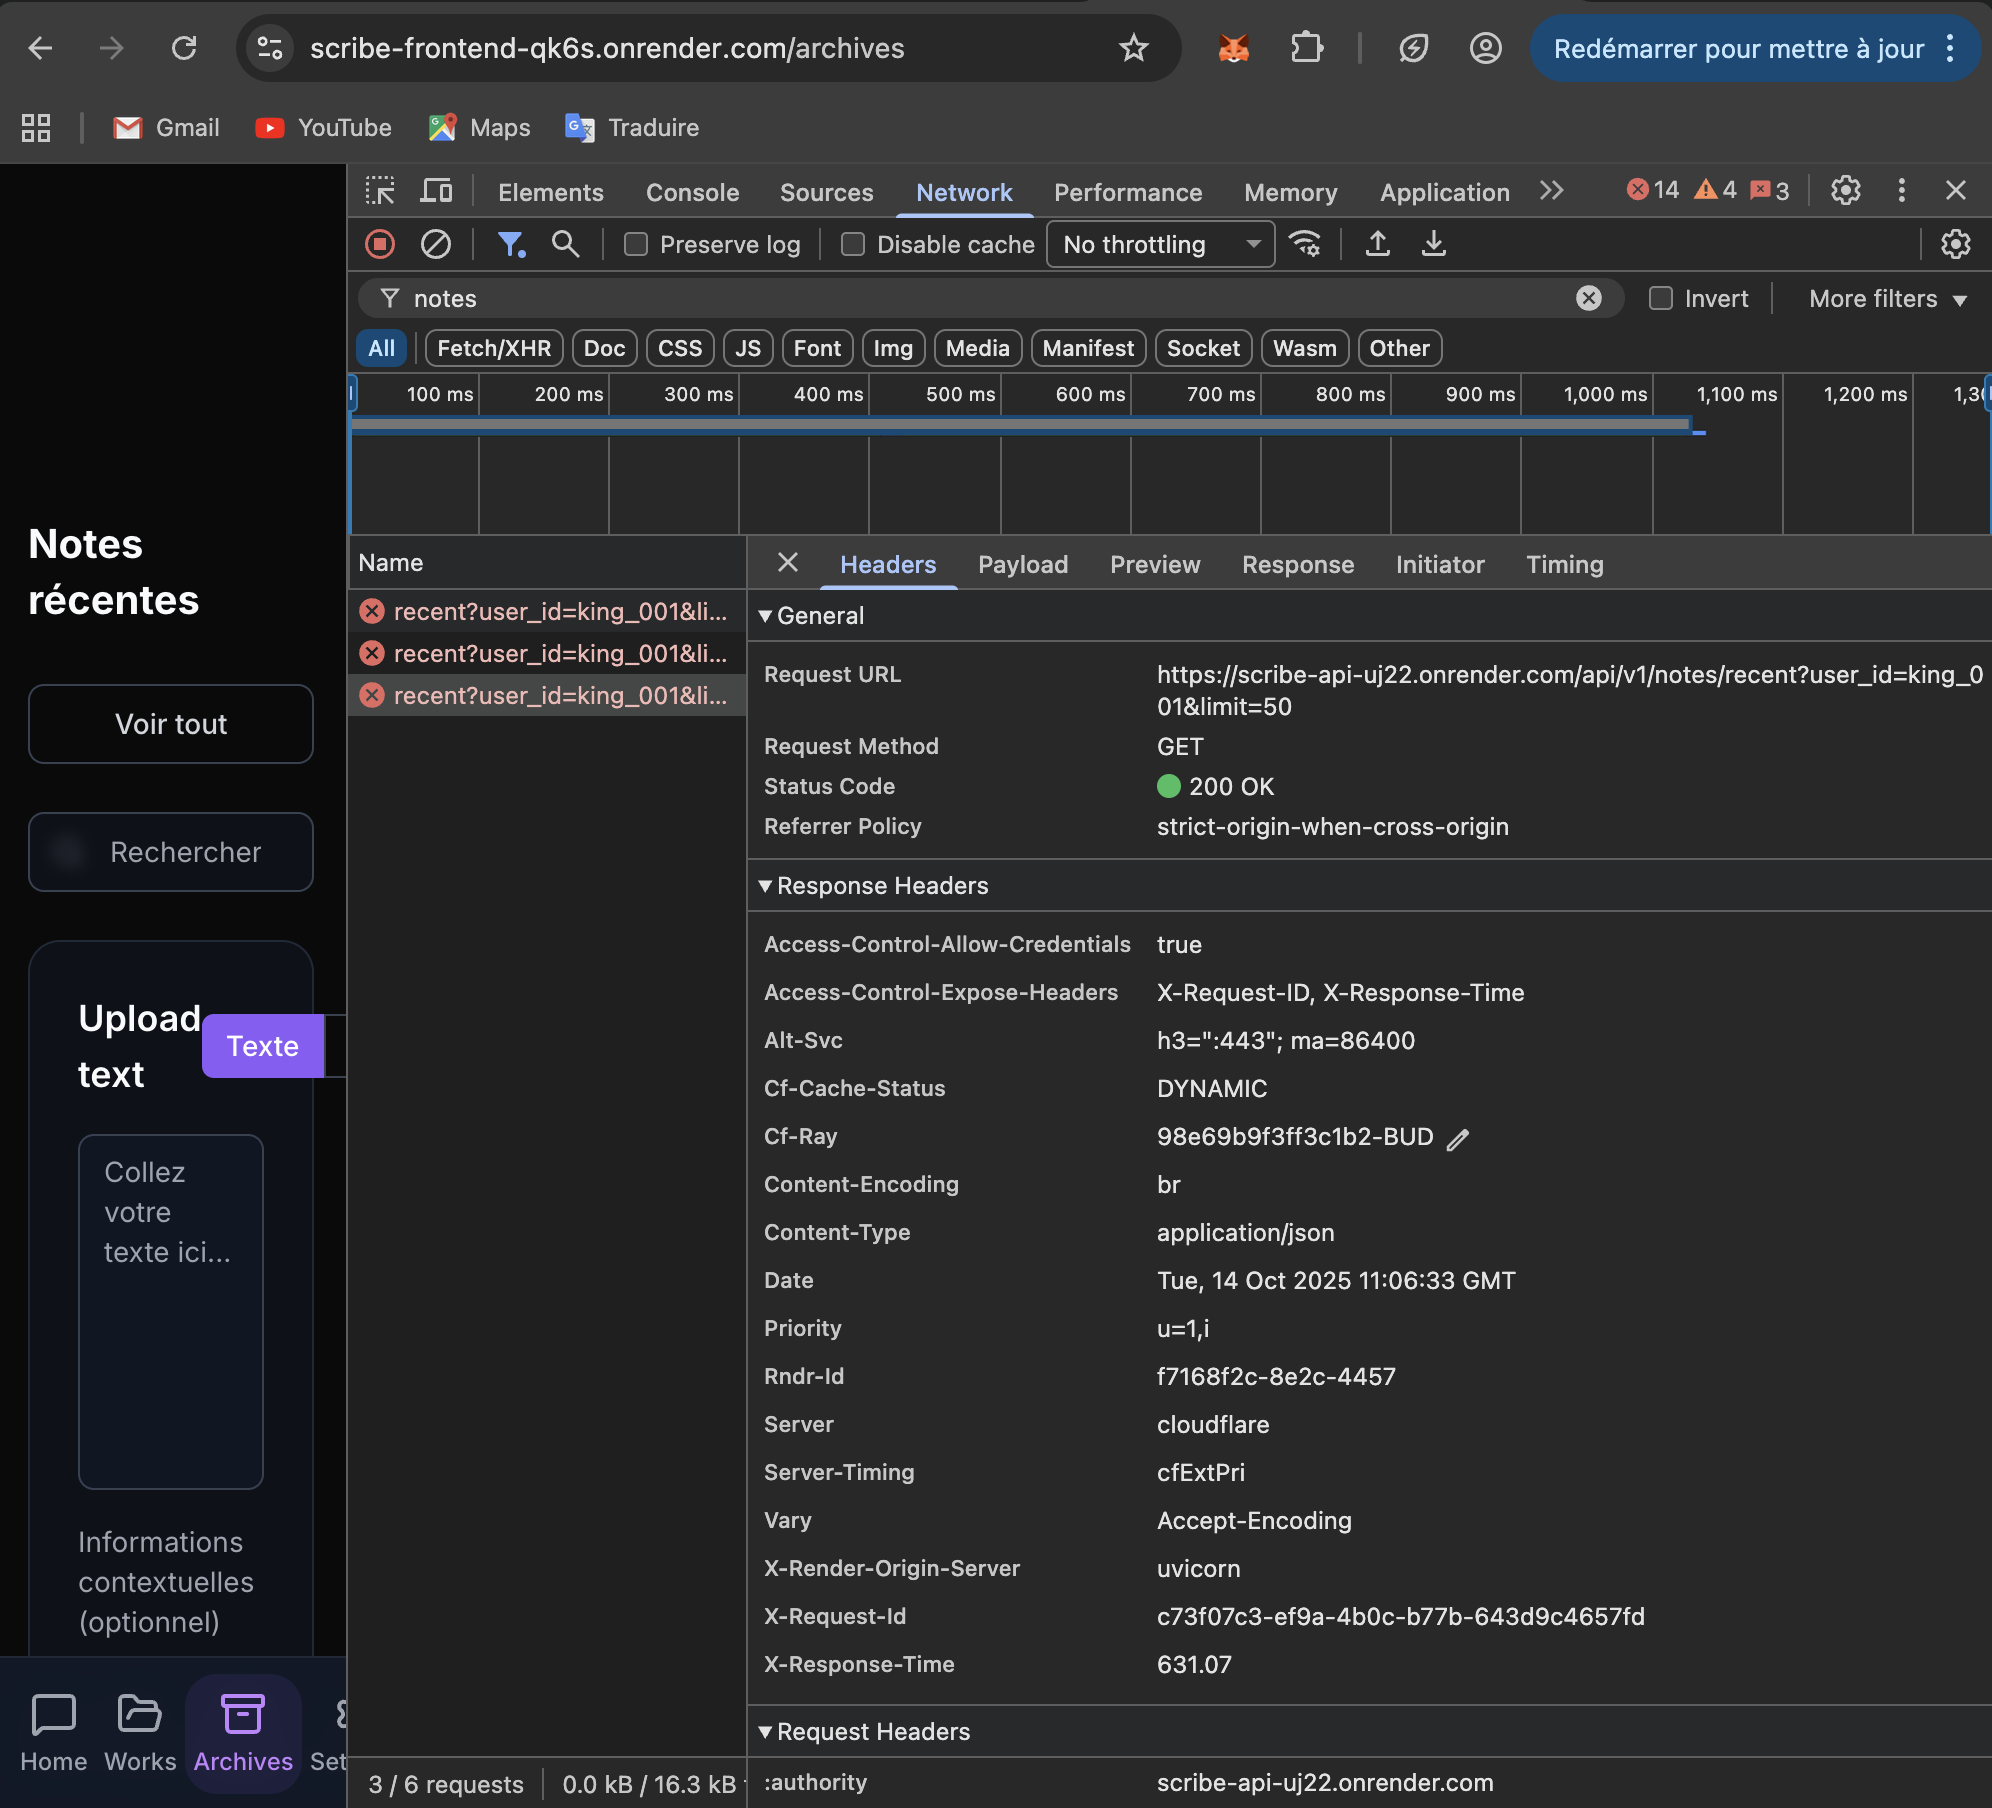 scribe-frontend-qk6s.onrender.com/archives
Redémarrer pour mettre à jour
Gmail
YouTube
Maps
Traduire
Elements
Console
Sources
Network
Performance
Memory
Application
14
4
3
Preserve log
Disable cache
No throttling
notes
Invert
More filters
All
Fetch/XHR
Doc
CSS
JS
Font
Img
Media
Manifest
Socket
Wasm
Other
100 ms
200 ms
300 ms
400 ms
500 ms
600 ms
700 ms
800 ms
900 ms
1,000 ms
1,100 ms
1,200 ms
Name
recent?user_id=king_001&li...
recent?user_id=king_001&li...
recent?user_id=king_001&li...
3 / 6 requests
0.0 kB / 16.3 kB
Headers
Payload
Preview
Response
Initiator
Timing
General
Request URL
https://scribe-api-uj22.onrender.com/api/v1/notes/recent?user_id=king_0
01&limit=50
Request Method
GET
Status Code
200 OK
Referrer Policy
strict-origin-when-cross-origin
Response Headers
Access-Control-Allow-Credentials
true
Access-Control-Expose-Headers
X-Request-ID, X-Response-Time
Alt-Svc
h3=":443"; ma=86400
Cf-Cache-Status
DYNAMIC
Cf-Ray
98e69b9f3ff3c1b2-BUD
Content-Encoding
br
Content-Type
application/json
Date
Tue, 14 Oct 2025 11:06:33 GMT
Priority
u=1,i
Rndr-Id
f7168f2c-8e2c-4457
Server
cloudflare
Server-Timing
cfExtPri
Vary
Accept-Encoding
X-Render-Origin-Server
uvicorn
X-Request-Id
c73f07c3-ef9a-4b0c-b77b-643d9c4657fd
X-Response-Time
631.07
Request Headers
:authority
scribe-api-uj22.onrender.com
Notes
récentes
Voir tout
Rechercher
Upload
text
Texte
Collez
votre
texte ici...
Informations
contextuelles
(optionnel)
Home
Works
Archives
Set